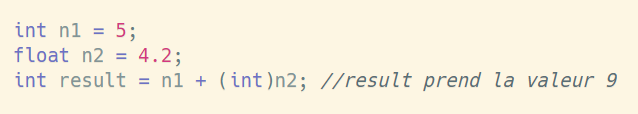 int n1 = 5;
float n2 = 4.2;
int result = n1 + (int)n2; //result prend la valeur 9